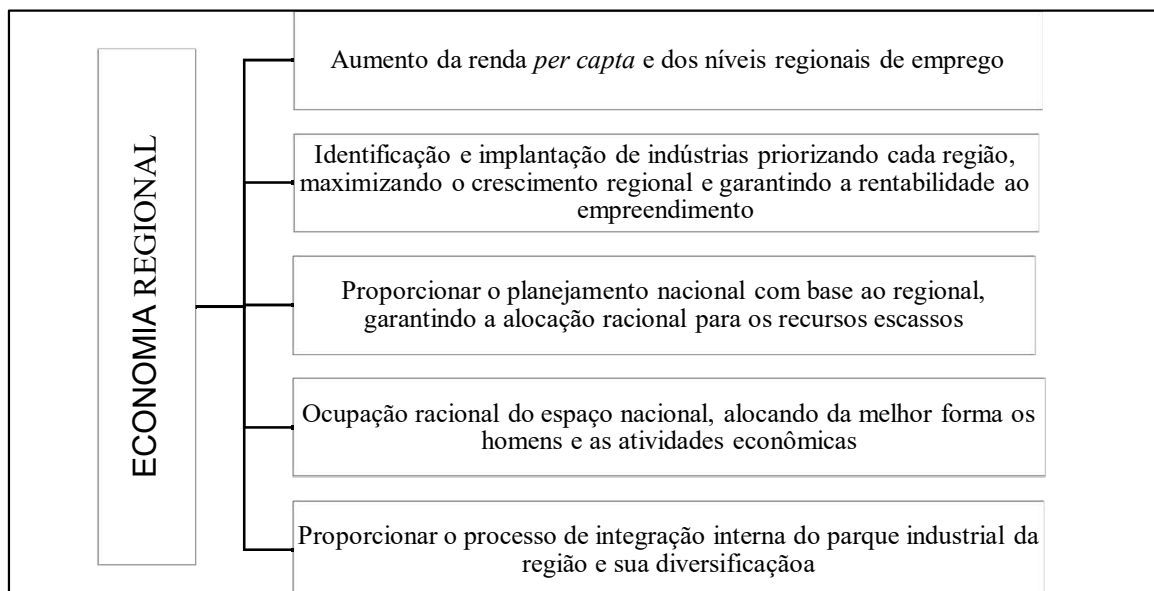 ECONOMIA REGIONAL
Aumento da renda per capta e dos níveis regionais de emprego
Identificação e implantação de indústrias priorizando cada região,
maximizando o crescimento regional e garantindo a rentabilidade ao
empreendimento
Proporcionar o planejamento nacional com base ao regional,
garantindo a alocação racional para os recursos escassos
Ocupação racional do espaço nacional, alocando da melhor forma os
homens e as atividades econômicas
Proporcionar o processo de integração interna do parque industrial da
região e sua diversificaçãoa